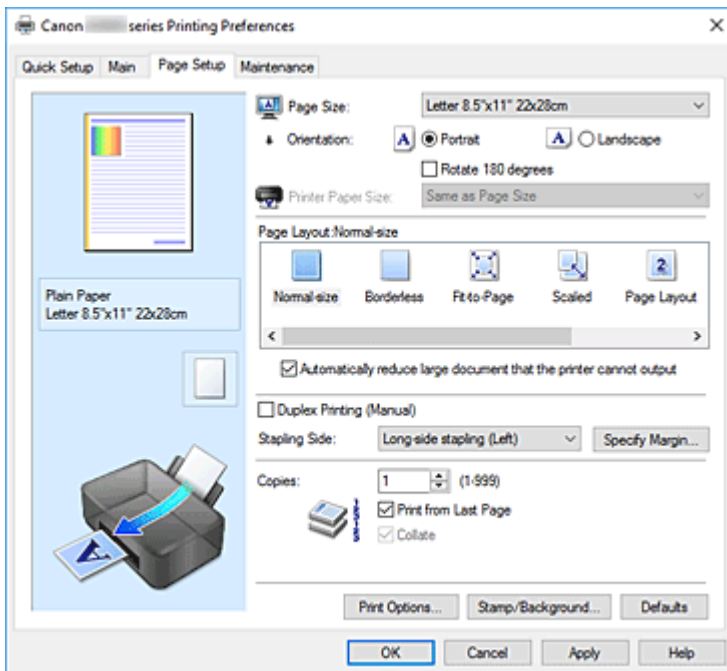 Canon series Printing Preferences
Quick Setup Main Page Setup Maintenance
Page Size: Letter 8.5"x11" 22x28cm
Orientation: A Portrait A Landscape
Rotate 180 degrees
Printer Paper Size: Same as Page Size
Page Layout:Normal-size
2
Normal-size Borderless Fit-to-Page Scaled Page Layout
Plain Paper
Letter 8.5"x11" 22x28cm
Automatically reduce large document that the printer cannot output
Duplex Printing (Manual)
Stapling Side: Long-side stapling (Left) Specify Margin...
Copies: 1 (1-999)
Print from Last Page
Collate
A
Print Options... Stamp/Background... Defaults
OK Cancel Apply Help